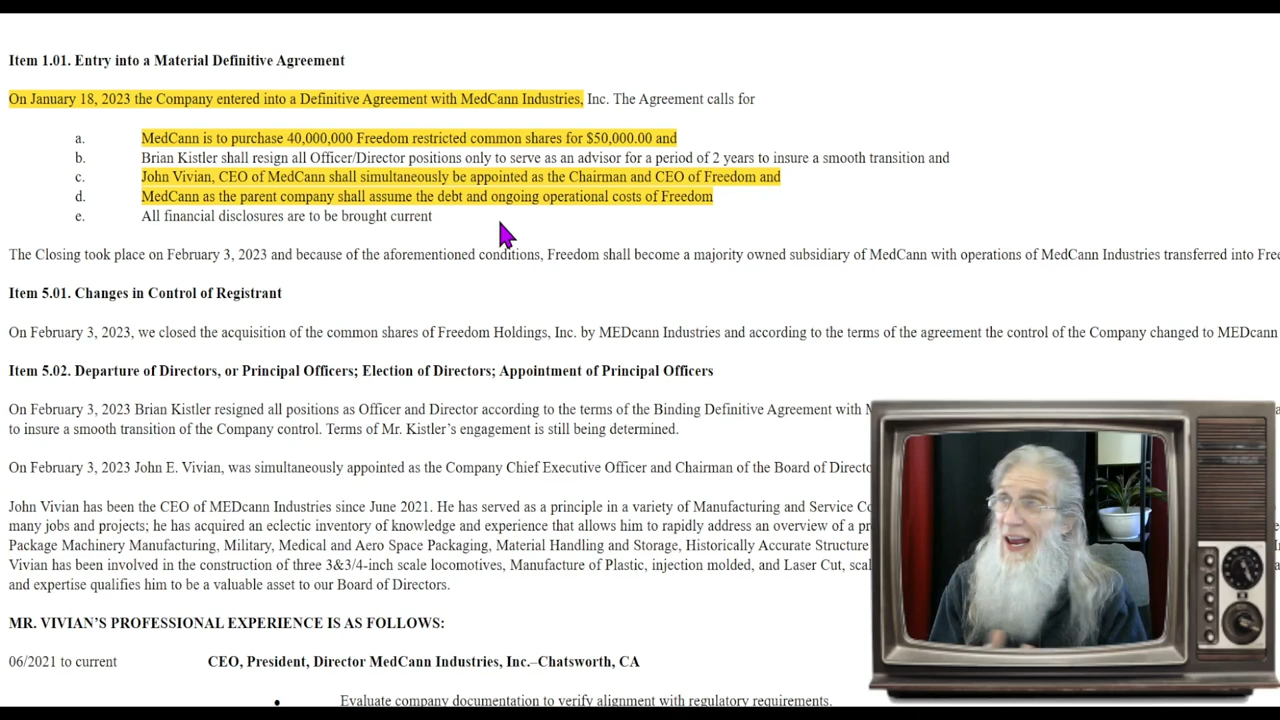 Item 1.01. Entry into a Material Definitive Agreement
On January 18, 2023 the Company entered into a Definitive Agreement with MedCann Industries, Inc. The Agreement calls for
a. MedCann is to purchase 40,000,000 Freedom restricted common shares for $50,000.00 and
b. Brian Kistler shall resign all Officer/Director positions only to serve as an advisor for a period of 2 years to insure a smooth transition and
c. John Vivian, CEO of MedCann shall simultaneously be appointed as the Chairman and CEO of Freedom and
d. MedCann as the parent company shall assume the debt and ongoing operational costs of Freedom
e. All financial disclosures are to be brought current
The Closing took place on February 3, 2023 and because of the aforementioned conditions, Freedom shall become a majority owned subsidiary of MedCann with operations of MedCann Industries transferred into
Item 5.01. Changes in Control of Registrant
On February 3, 2023, we closed the acquisition of the common shares of Freedom Holdings, Inc. by MEDcann Industries and according to the terms of the agreement the control of the Company changed to MEDcann
Item 5.02. Departure of Directors, or Principal Officers; Election of Directors; Appointment of Principal Officers
On February 3, 2023 Brian Kistler resigned all positions as Officer and Director according to the terms of the Binding Definitive Agreement with
to insure a smooth transition of the Company control. Terms of Mr. Kistler's engagement is still being determined.
On February 3, 2023 John E. Vivian, was simultaneously appointed as the Company Chief Executive Officer and Chairman of the Board of
John Vivian has been the CEO of MEDcann Industries since June 2021. He has served as a principle in a variety of Manufacturing and Service
many jobs and projects; he has acquired an eclectic inventory of knowledge and experience that allows him to rapidly address an overview of a
Package Machinery Manufacturing, Military, Medical and Aero Space Packaging, Material Handling and Storage, Historically Accurate Structure
Vivian has been involved in the construction of three 3&3/4-inch scale locomotives, Manufacture of Plastic, injection molded, and Laser Cut,
and expertise qualifies him to be a valuable asset to our Board of Directors.
MR. VIVIAN'S PROFESSIONAL EXPERIENCE IS AS FOLLOWS:
06/2021 to current CEO, President, Director MedCann Industries, Inc.–Chatsworth, CA
• Evaluate company documentation to verify alignment with regulatory requirements.